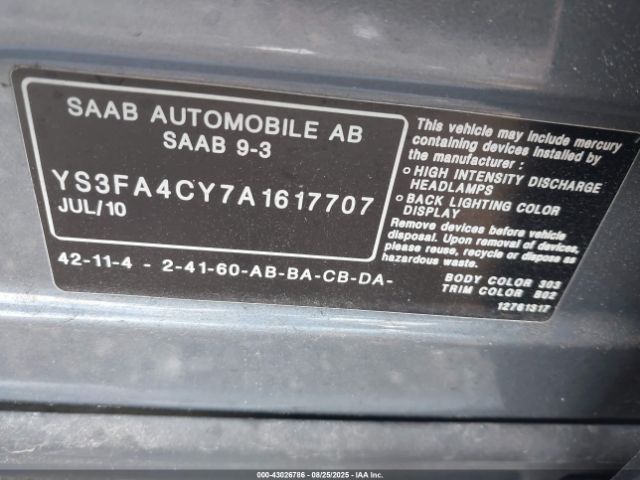 SAAB AUTOMOBILE AB
SAAB 9-3
YS3FA4CY7A1617707
JUL/10
42-11-4 - 2-41-60-AB-BA-CB-DA-
This vehicle may include mercury
containing devices installed by
the manufacturer :
○ HIGH INTENSITY DISCHARGE
HEADLAMPS
○ BACK LIGHTING COLOR
DISPLAY
Remove devices before vehicle
disposal. Upon removal of devices,
please reuse, recycle or dispose as
hazardous waste.
BODY COLOR 303
TRIM COLOR B02
12761317
000-43026786 - 08/25/2025 - IAAI.COM